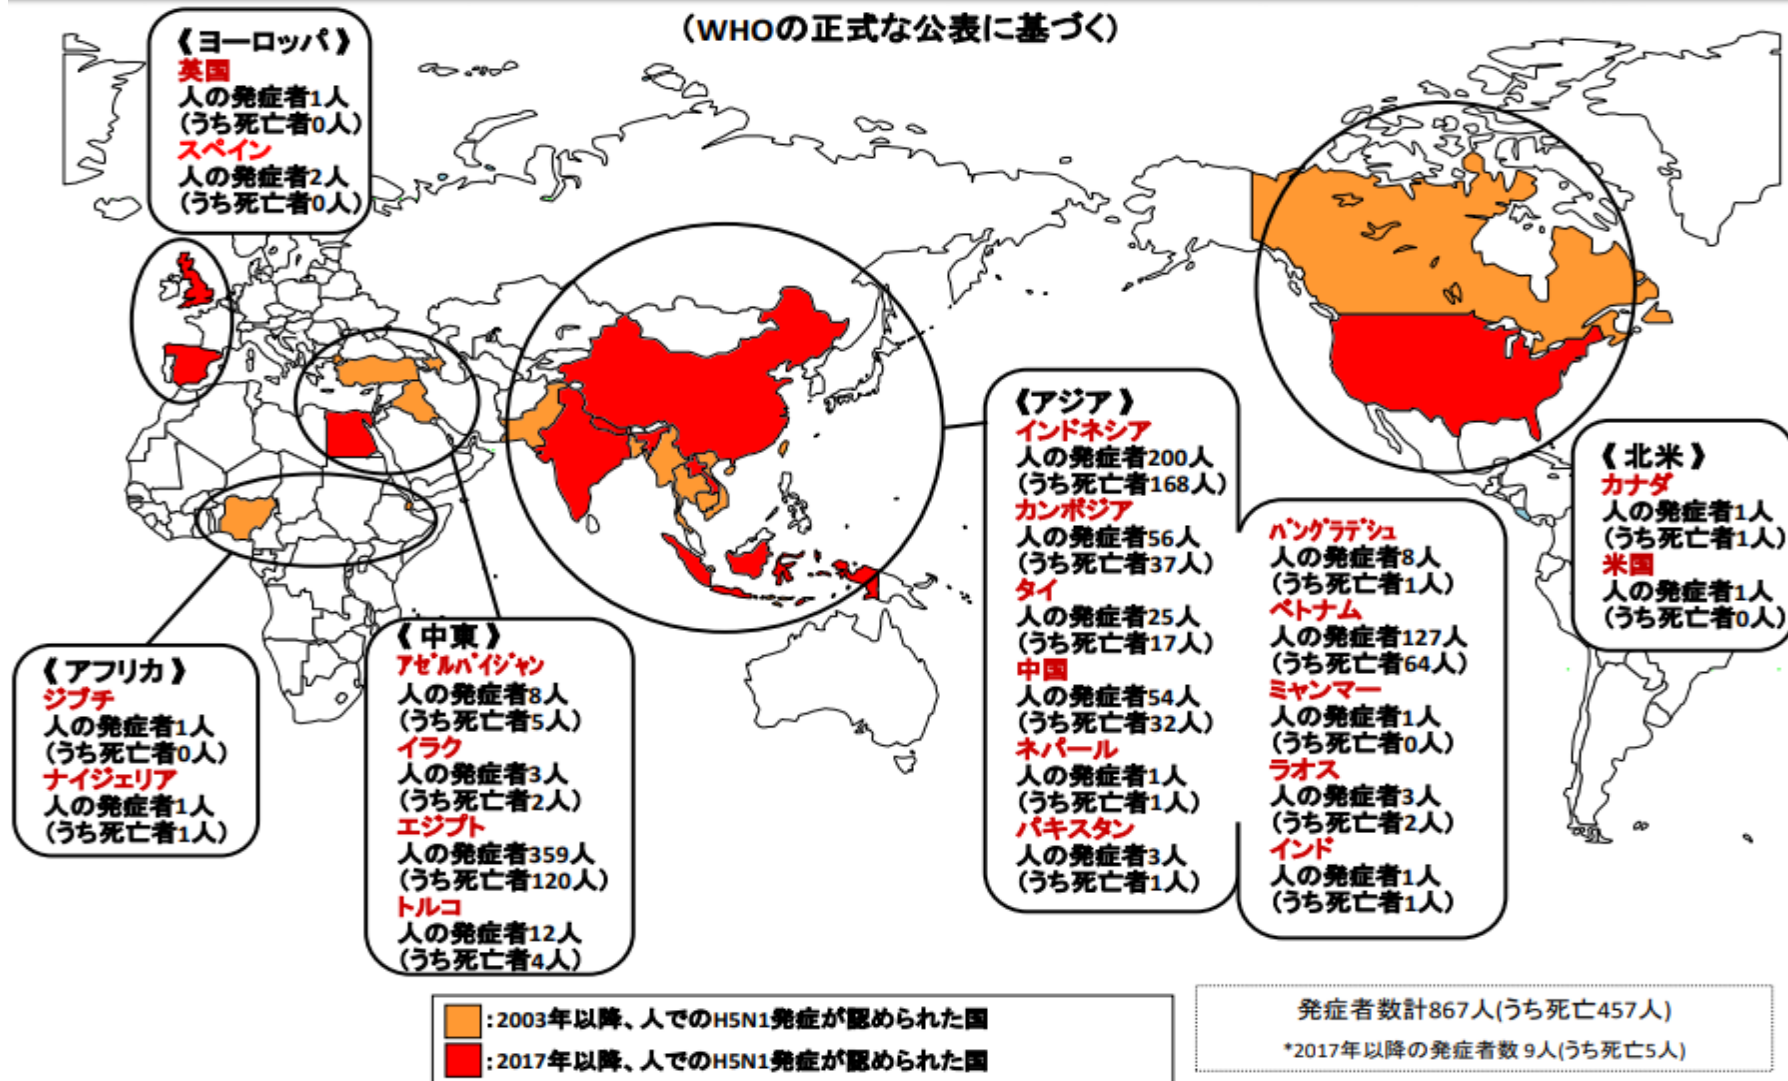 (WHOの正式な公表に基づく)
《ヨーロッパ》
英国
人の発症者1人
(うち死亡者0人)
スペイン
人の発症者2人
(うち死亡者0人)
《アジア》
インドネシア
人の発症者200人
(うち死亡者168人)
カンボジア
人の発症者56人
(うち死亡者37人)
タイ
人の発症者25人
(うち死亡者17人)
中国
人の発症者54人
(うち死亡者32人)
ネパール
人の発症者1人
(うち死亡者1人)
パキスタン
人の発症者3人
(うち死亡者1人)
バングラデシュ
人の発症者8人
(うち死亡者1人)
ベトナム
人の発症者127人
(うち死亡者64人)
ミャンマー
人の発症者1人
(うち死亡者0人)
ラオス
人の発症者3人
(うち死亡者2人)
インド
人の発症者1人
(うち死亡者1人)
《北米》
カナダ
人の発症者1人
(うち死亡者1人)
米国
人の発症者1人
(うち死亡者0人)
《アフリカ》
ジブチ
人の発症者1人
(うち死亡者0人)
ナイジェリア
人の発症者1人
(うち死亡者1人)
《中東》
アゼルバイジャン
人の発症者8人
(うち死亡者5人)
イラク
人の発症者3人
(うち死亡者2人)
エジプト
人の発症者359人
(うち死亡者120人)
トルコ
人の発症者12人
(うち死亡者4人)
:2003年以降、人でのH5N1発症が認められた国
:2017年以降、人でのH5N1発症が認められた国
発症者数計867人(うち死亡457人)
*2017年以降の発症者数 9人(うち死亡5人)